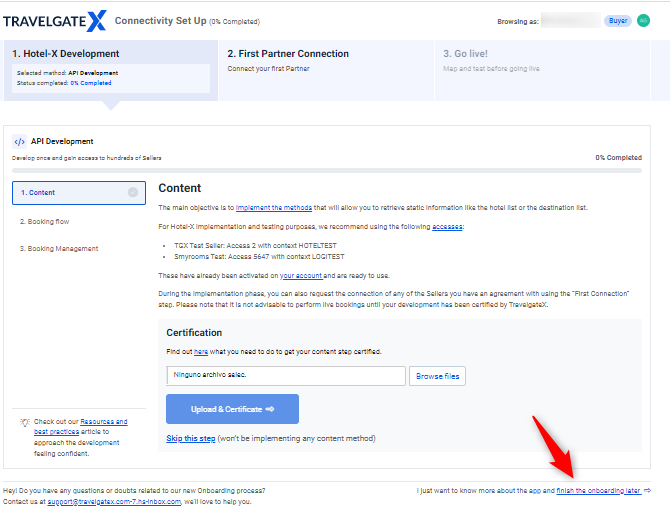 TRAVELGATEX Connectivity Set Up (0% Completed)
Browsing as:
Buyer
1. Hotel-X Development
Selected method: API Development
Status completed: 0% Completed
2. First Partner Connection
Connect your first Partner
3. Go live!
Map and test before going live
</> API Development
Develop once and gain access to hundreds of Sellers
0% Completed
1. Content
2. Booking flow
3. Booking Management
Check out our Resources and
best practices article to
approach the development
feeling confident.
Content
The main objective is to implement the methods that will allow you to retrieve static information like the hotel list or the destination list.
For Hotel-X implementation and testing purposes, we recommend using the following accesses:
• TGX Test Seller: Access 2 with context HOTELTEST
• Smyrooms Test: Access 5647 with context LOGITEST
These have already been activated on your account and are ready to use.
During the implementation phase, you can also request the connection of any of the Sellers you have an agreement with using the "First Connection"
step. Please note that it is not advisable to perform live bookings until your development has been certified by TravelgateX.
Certification
Find out here what you need to do to get your content step certified.
Ninguno archivo selec.
Browse files
Upload & Certificate ⇨
Skip this step (won't be implementing any content method)
Hey! Do you have any questions or doubts related to our new Onboarding process?
Contact us at support@travelgatex.com-7.hs-inbox.com, we'll love to help you.
I just want to know more about the app and finish the onboarding later ⇨